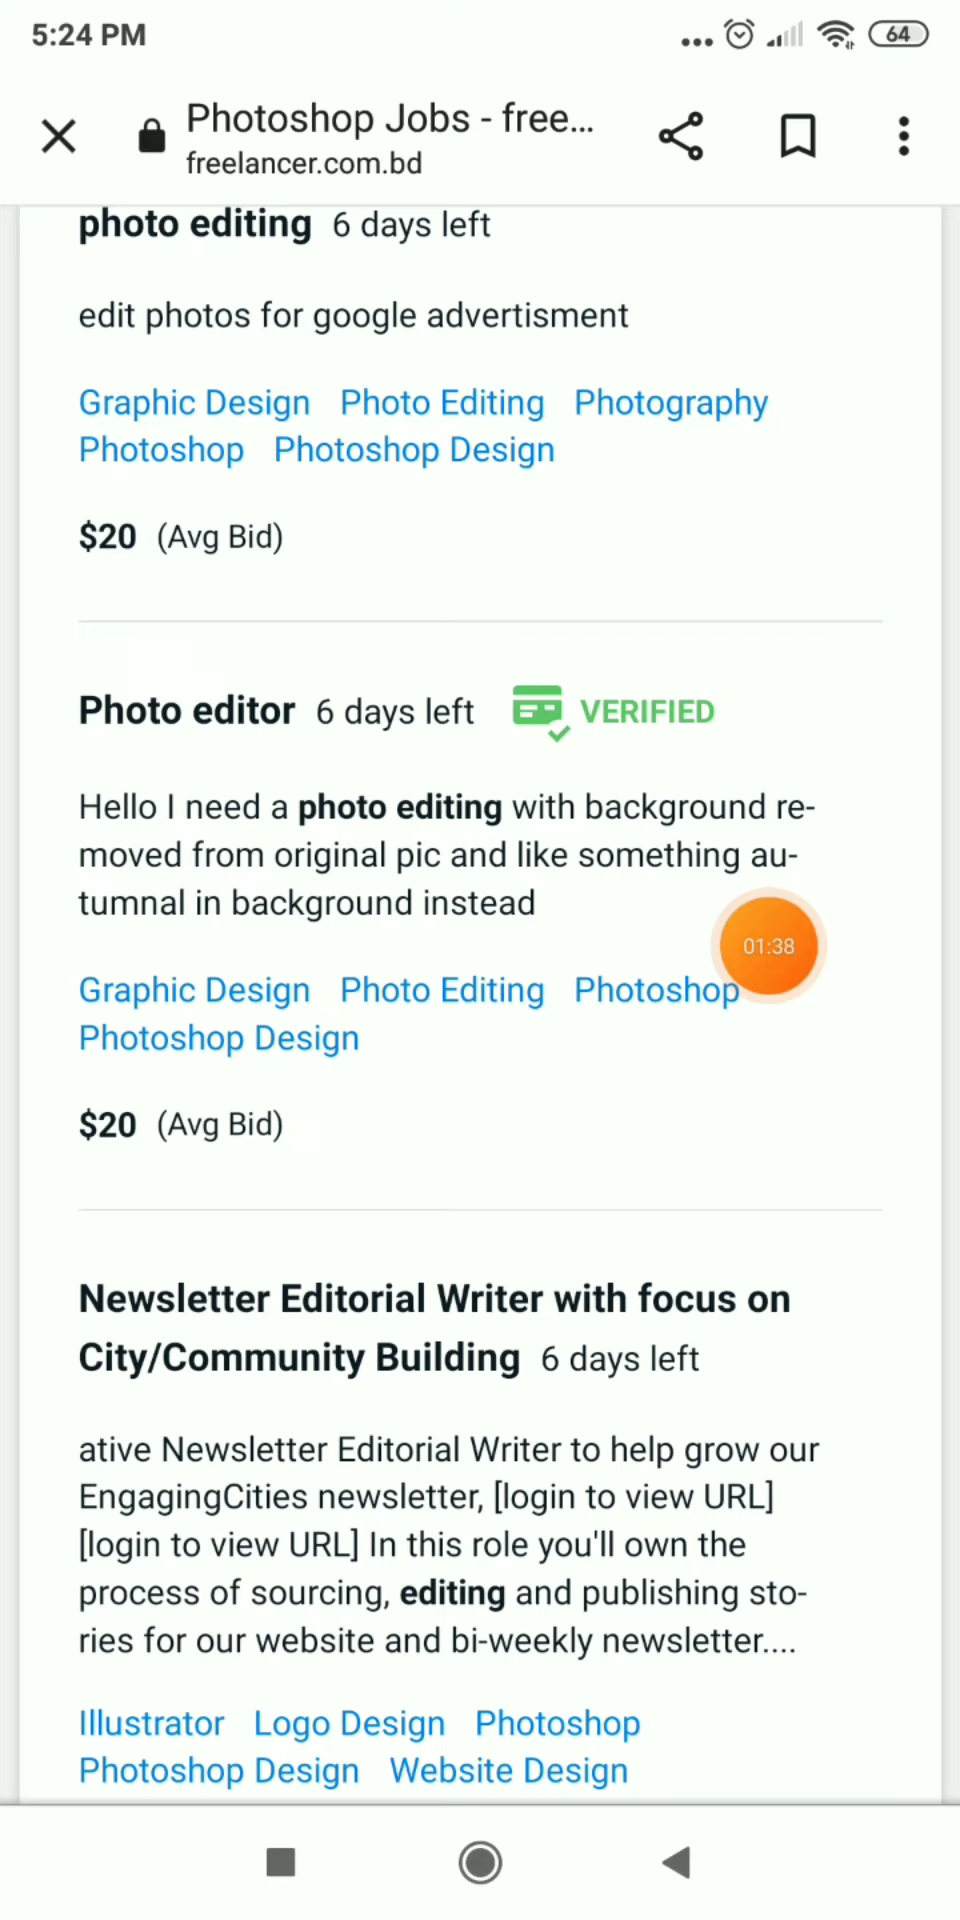 5:24 PM
64
Photoshop Jobs - free...
freelancer.com.bd
photo editing 6 days left
edit photos for google advertisment
Graphic Design Photo Editing Photography
Photoshop Photoshop Design
$20 (Avg Bid)
Photo editor 6 days left VERIFIED
Hello I need a photo editing with background re-
moved from original pic and like something au-
tumnal in background instead
01:38
Graphic Design Photo Editing Photoshop
Photoshop Design
$20 (Avg Bid)
Newsletter Editorial Writer with focus on
City/Community Building 6 days left
ative Newsletter Editorial Writer to help grow our
EngagingCities newsletter, [login to view URL]
[login to view URL] In this role you'll own the
process of sourcing, editing and publishing sto-
ries for our website and bi-weekly newsletter....
Illustrator Logo Design Photoshop
Photoshop Design Website Design